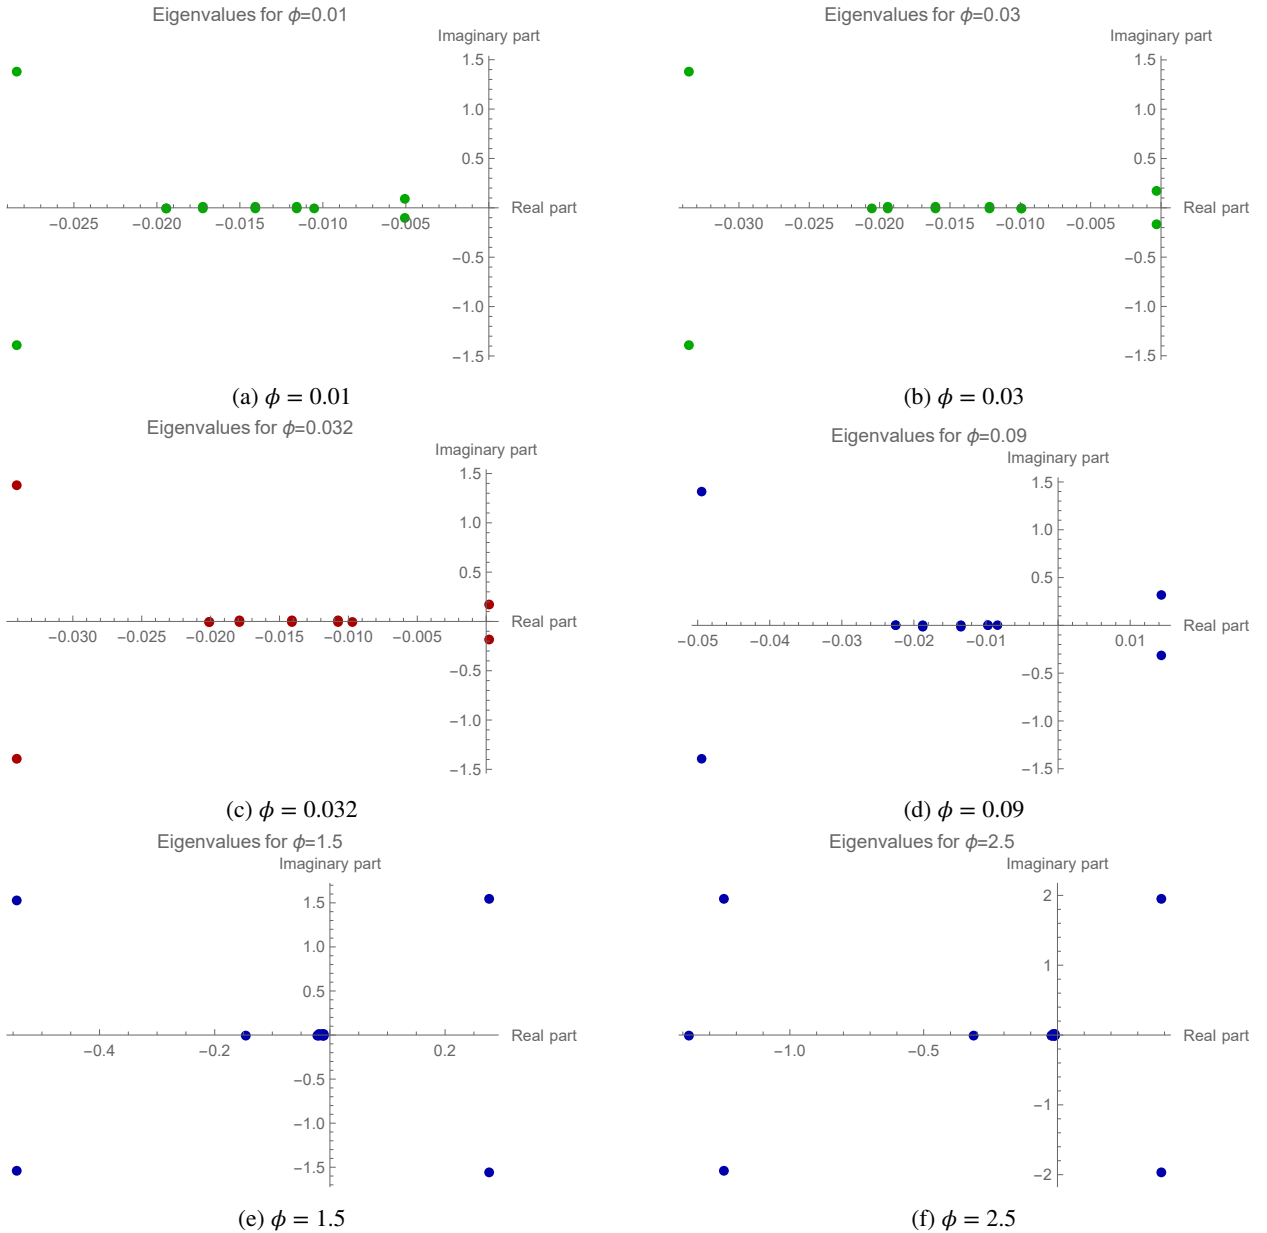 Eigenvalues for ϕ=0.01
Imaginary part
1.5
1.0
0.5
Real part
−0.025 −0.020 −0.015 −0.010 −0.005
−0.5
−1.0
−1.5
(a) ϕ = 0.01
Eigenvalues for ϕ=0.03
Imaginary part
1.5
1.0
0.5
Real part
−0.030 −0.025 −0.020 −0.015 −0.010 −0.005
−0.5
−1.0
−1.5
(b) ϕ = 0.03
Eigenvalues for ϕ=0.032
Imaginary part
1.5
1.0
0.5
Real part
−0.030 −0.025 −0.020 −0.015 −0.010 −0.005
−0.5
−1.0
−1.5
(c) ϕ = 0.032
Eigenvalues for ϕ=0.09
Imaginary part
1.5
1.0
0.5
Real part
−0.05 −0.04 −0.03 −0.02 −0.01 0.01
−0.5
−1.0
−1.5
(d) ϕ = 0.09
Eigenvalues for ϕ=1.5
Imaginary part
1.5
1.0
0.5
Real part
−0.4 −0.2 0.2
−0.5
−1.0
−1.5
(e) ϕ = 1.5
Eigenvalues for ϕ=2.5
Imaginary part
2
1
Real part
−1.0 −0.5
−1
−2
(f) ϕ = 2.5